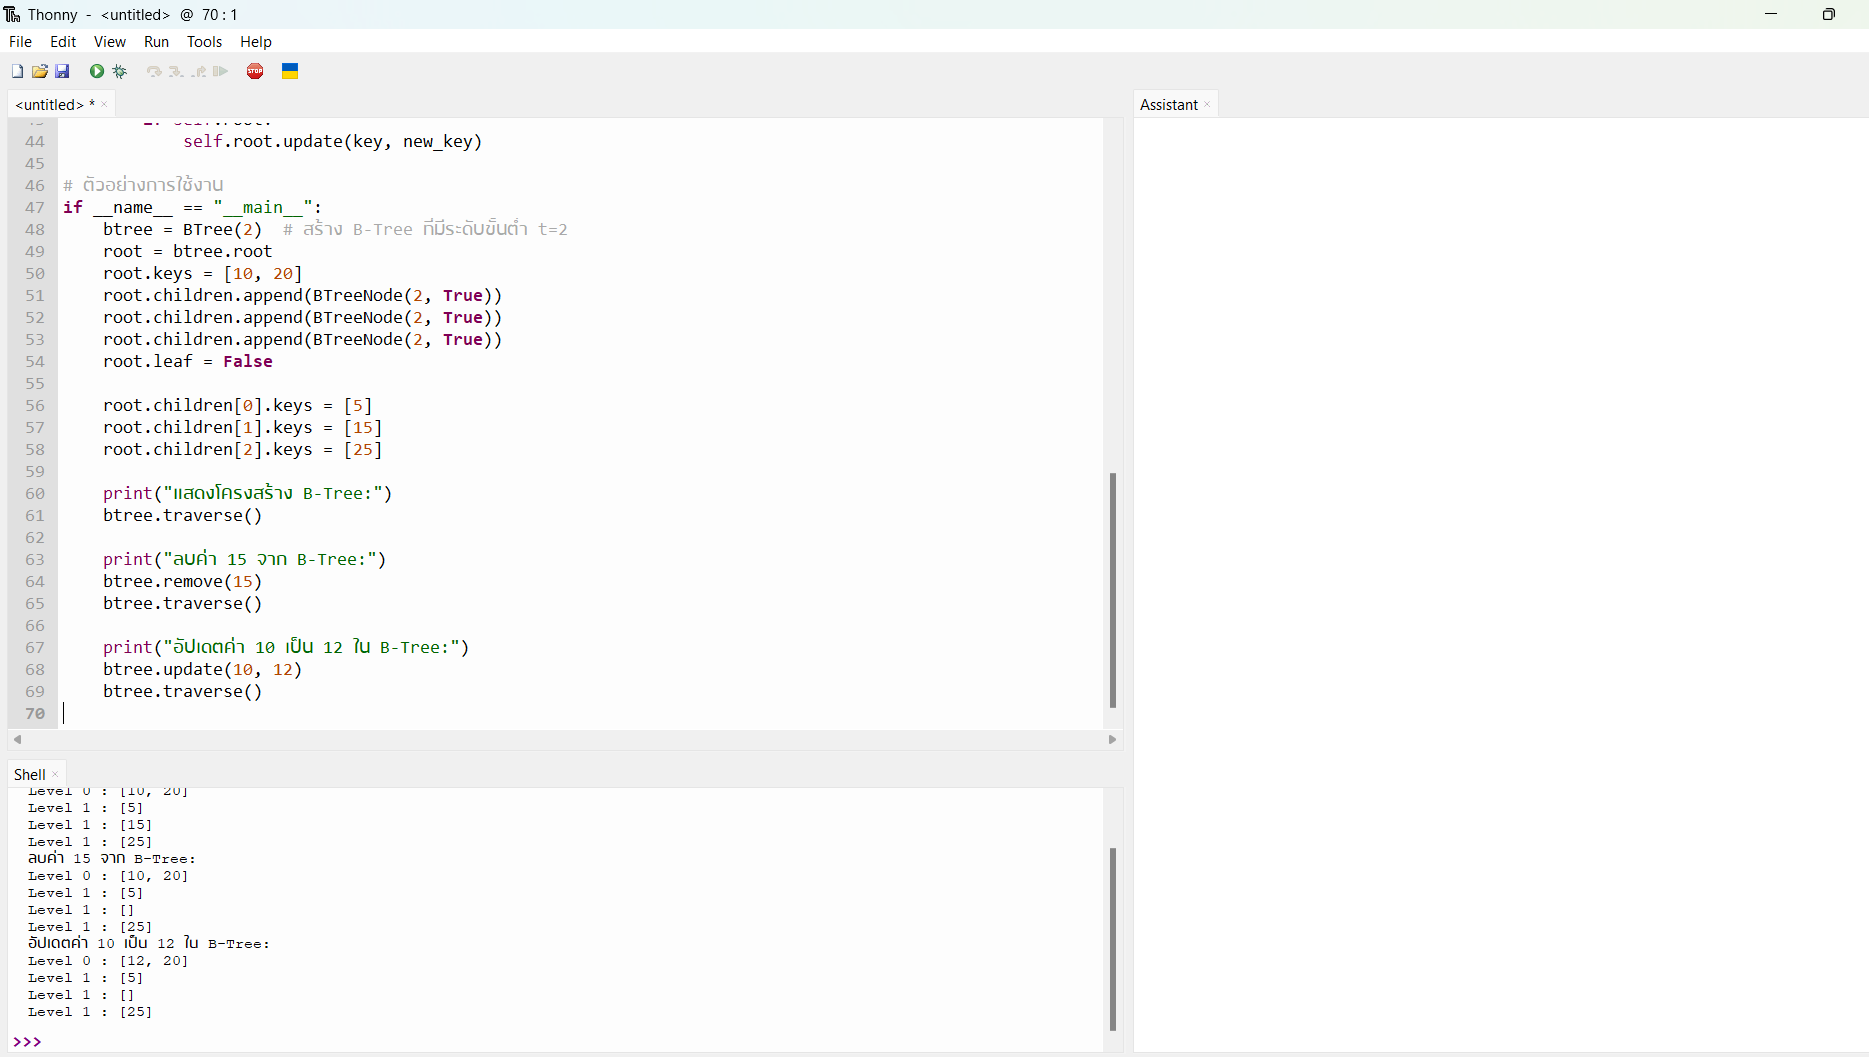 Thonny - <untitled> @ 70 : 1
File Edit View Run Tools Help
<untitled> *
Assistant
44 self.root.update(key, new_key)
45
46 # ตัวอย่างการใช้งาน
47 if __name__ == "__main__":
48 btree = BTree(2) # สร้าง B-Tree ที่มีระดับขั้นต่ำ t=2
49 root = btree.root
50 root.keys = [10, 20]
51 root.children.append(BTreeNode(2, True))
52 root.children.append(BTreeNode(2, True))
53 root.children.append(BTreeNode(2, True))
54 root.leaf = False
55
56 root.children[0].keys = [5]
57 root.children[1].keys = [15]
58 root.children[2].keys = [25]
59
60 print("แสดงโครงสร้าง B-Tree:")
61 btree.traverse()
62
63 print("ลบค่า 15 จาก B-Tree:")
64 btree.remove(15)
65 btree.traverse()
66
67 print("อัปเดตค่า 10 เป็น 12 ใน B-Tree:")
68 btree.update(10, 12)
69 btree.traverse()
70
Shell
Level 0 : [10, 20]
Level 1 : [5]
Level 1 : [15]
Level 1 : [25]
ลบค่า 15 จาก B-Tree:
Level 0 : [10, 20]
Level 1 : [5]
Level 1 : []
Level 1 : [25]
อัปเดตค่า 10 เป็น 12 ใน B-Tree:
Level 0 : [12, 20]
Level 1 : [5]
Level 1 : []
Level 1 : [25]
>>>